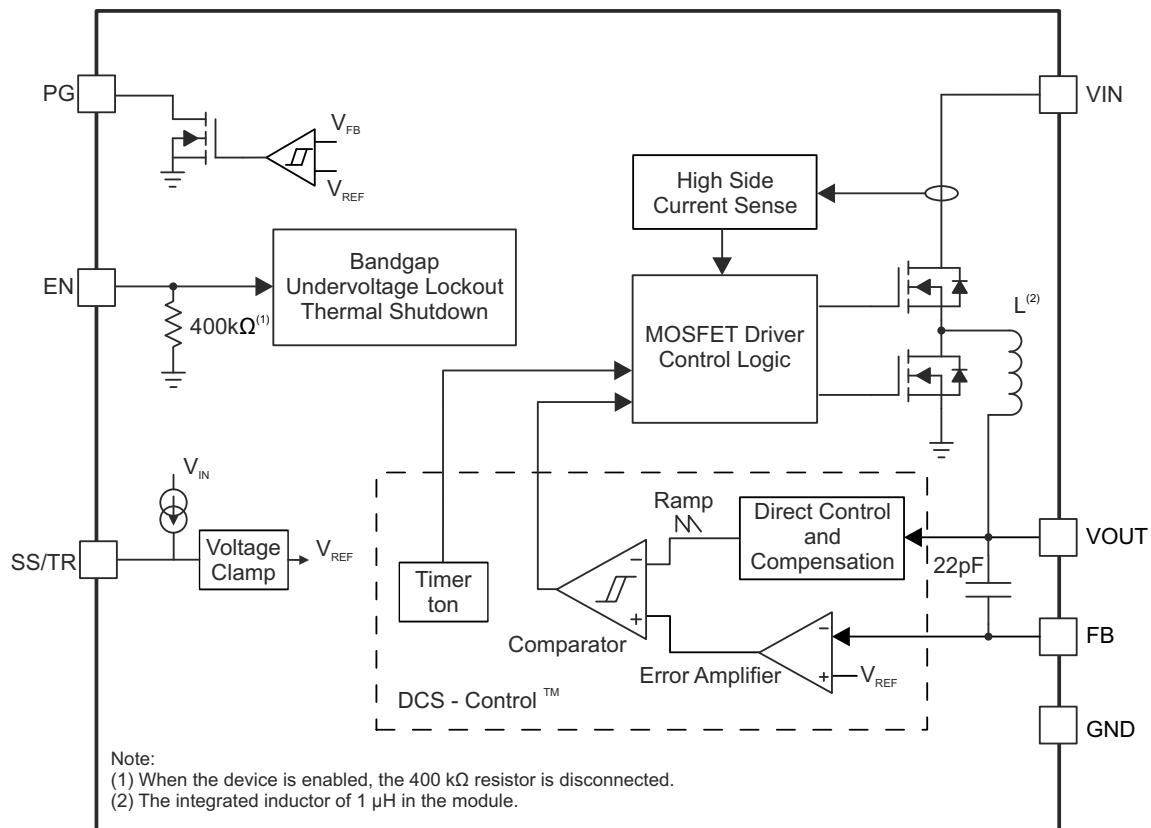 PG
VIN
V_FB
V_REF
High Side
Current Sense
EN
Bandgap
Undervoltage Lockout
Thermal Shutdown
400kΩ(1)
MOSFET Driver
Control Logic
L(2)
V_IN
SS/TR
Voltage
Clamp
V_REF
Timer
ton
Ramp
Direct Control
and
Compensation
VOUT
22pF
−
+
Comparator
−
+
V_REF
Error Amplifier
FB
DCS - Control ™
GND
Note:
(1) When the device is enabled, the 400 kΩ resistor is disconnected.
(2) The integrated inductor of 1 μH in the module.